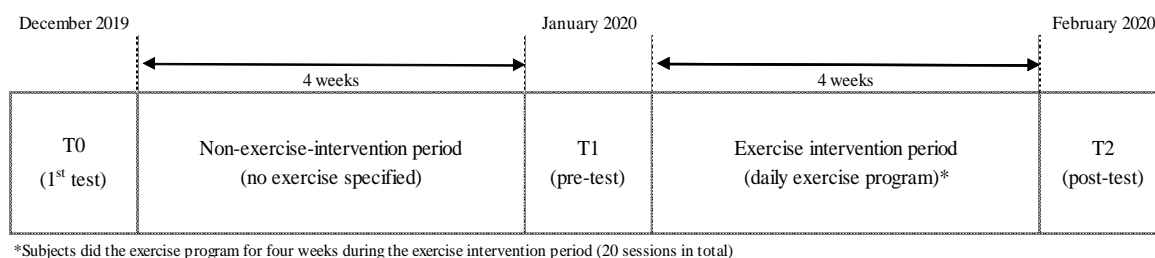 December 2019
January 2020
February 2020
4 weeks
4 weeks
T0
(1st test)
Non-exercise-intervention period
(no exercise specified)
T1
(pre-test)
Exercise intervention period
(daily exercise program)*
T2
(post-test)
*Subjects did the exercise program for four weeks during the exercise intervention period (20 sessions in total)